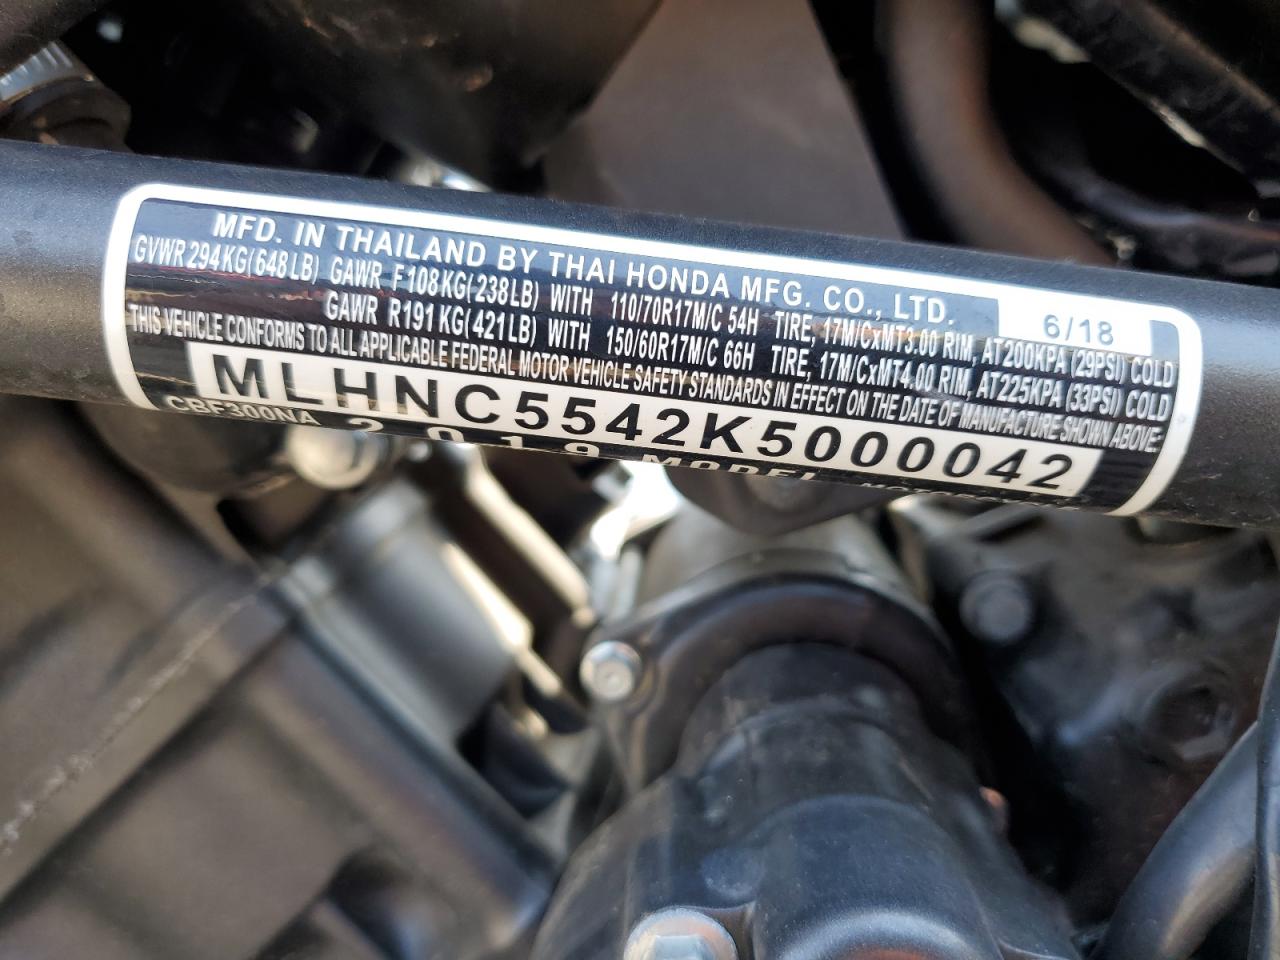 MFD. IN THAILAND BY THAI HONDA MFG. CO., LTD. 6/18
GVWR 294KG(648LB) GAWR F108KG(238LB) WITH 110/70R17M/C 54H TIRE, 17M/CxMT3.00 RIM, AT200KPA (29PSI) COLD
GAWR R191KG(421LB) WITH 150/60R17M/C 66H TIRE, 17M/CxMT4.00 RIM, AT225KPA (33PSI) COLD
THIS VEHICLE CONFORMS TO ALL APPLICABLE FEDERAL MOTOR VEHICLE SAFETY STANDARDS IN EFFECT ON THE DATE OF MANUFACTURE SHOWN ABOVE:
MLHNC5542K5000042
CBF300NA 2019 MODEL